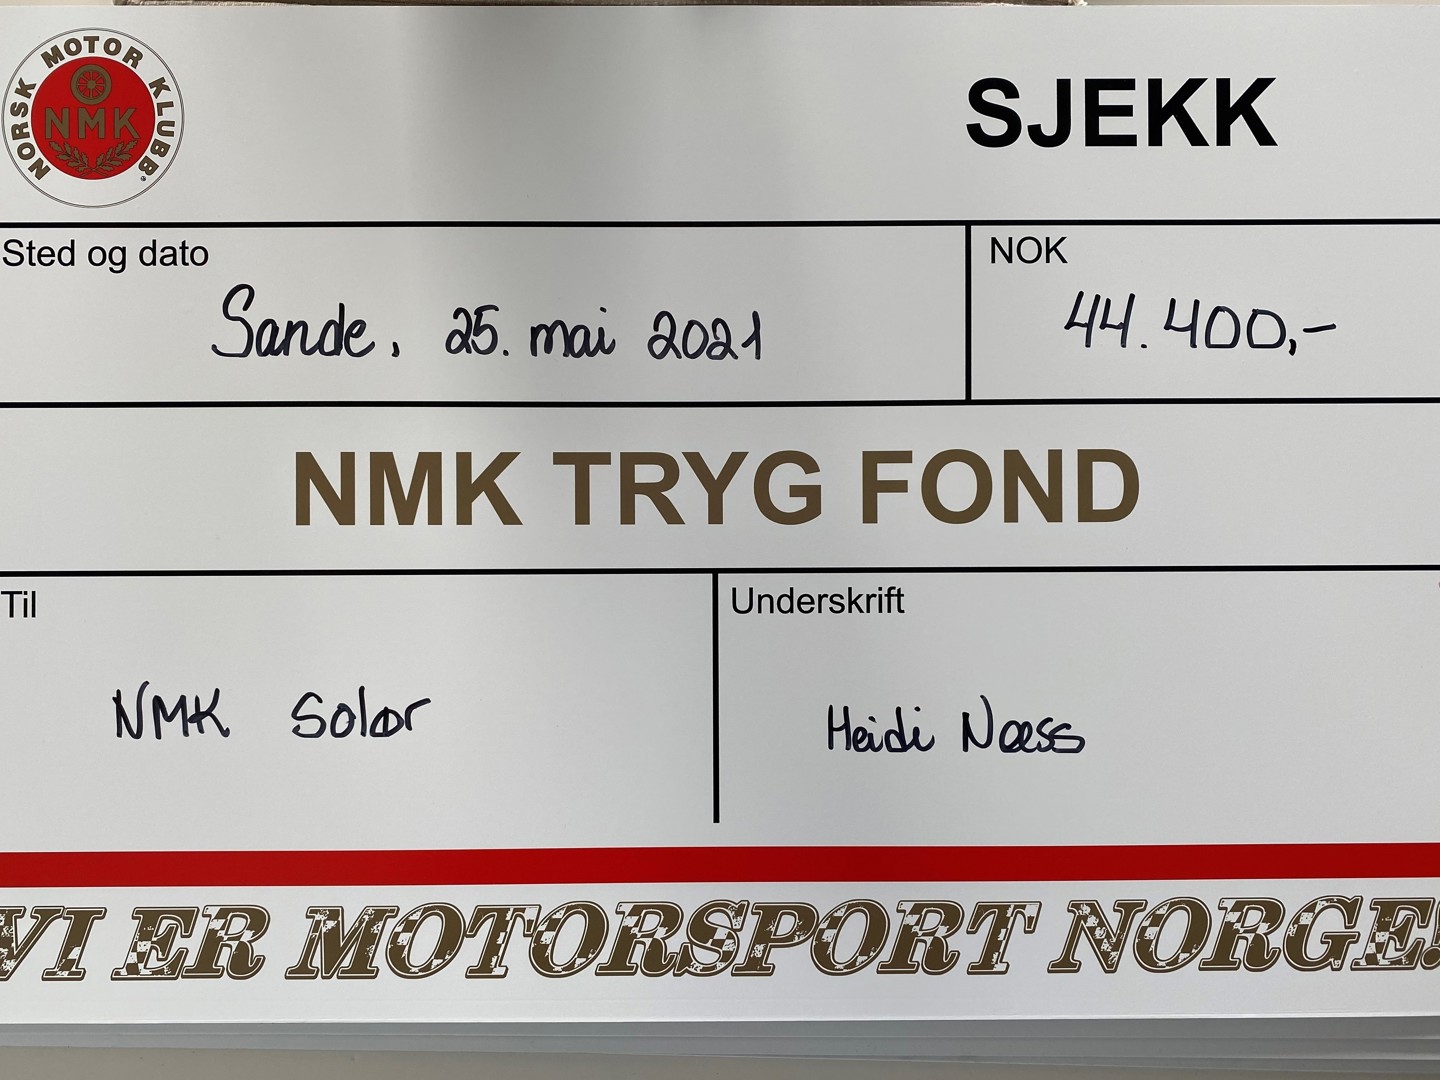 NORSK MOTOR KLUBB
NMK
SJEKK
Sted og dato
Sande, 25. mai 2021
NOK
44.400,-
NMK TRYG FOND
Til
NMK Solør
Underskrift
Heidi Næss
VI ER MOTORSPORT NORGE!